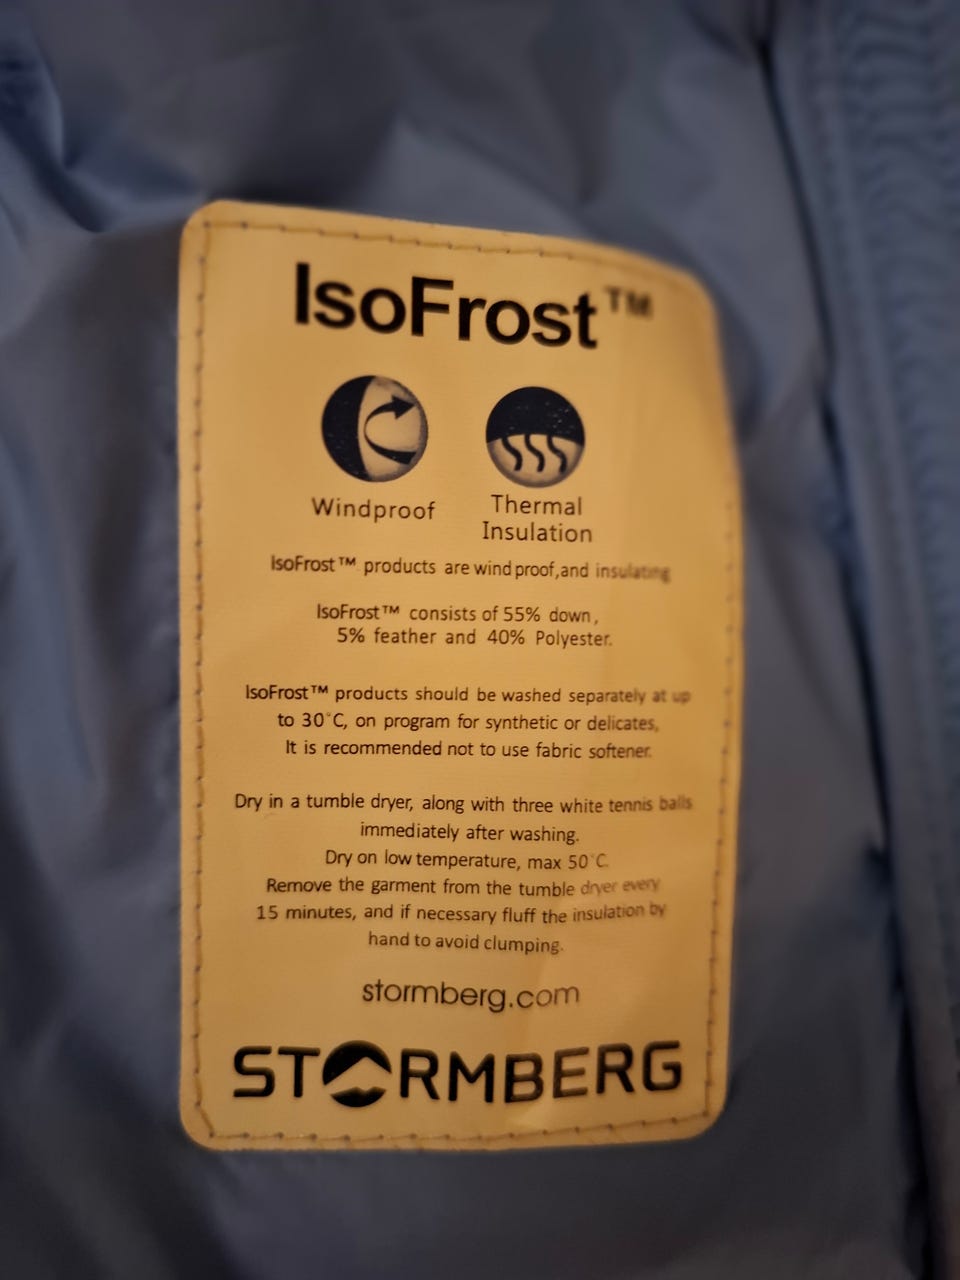 IsoFrost™
Windproof
Thermal
Insulation
IsoFrost™ products are windproof,and insulating
IsoFrost™ consists of 55% down,
5% feather and 40% Polyester.
IsoFrost™ products should be washed separately at up
to 30°C, on program for synthetic or delicates,
It is recommended not to use fabric softener.
Dry in a tumble dryer, along with three white tennis balls
immediately after washing.
Dry on low temperature, max 50°C.
Remove the garment from the tumble dryer every
15 minutes, and if necessary fluff the insulation by
hand to avoid clumping.
stormberg.com
STORMBERG